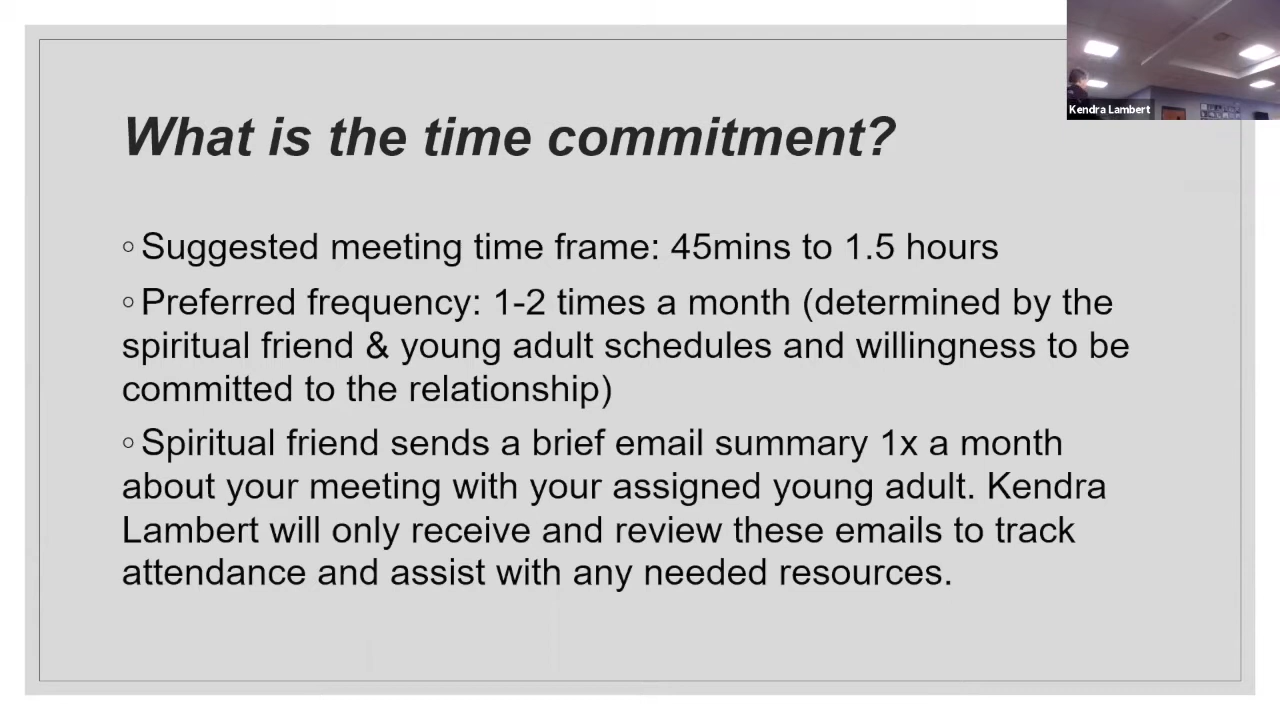 What is the time commitment?
Kendra Lambert
◦Suggested meeting time frame: 45mins to 1.5 hours
◦Preferred frequency: 1-2 times a month (determined by the
spiritual friend & young adult schedules and willingness to be
committed to the relationship)
◦Spiritual friend sends a brief email summary 1x a month
about your meeting with your assigned young adult. Kendra
Lambert will only receive and review these emails to track
attendance and assist with any needed resources.